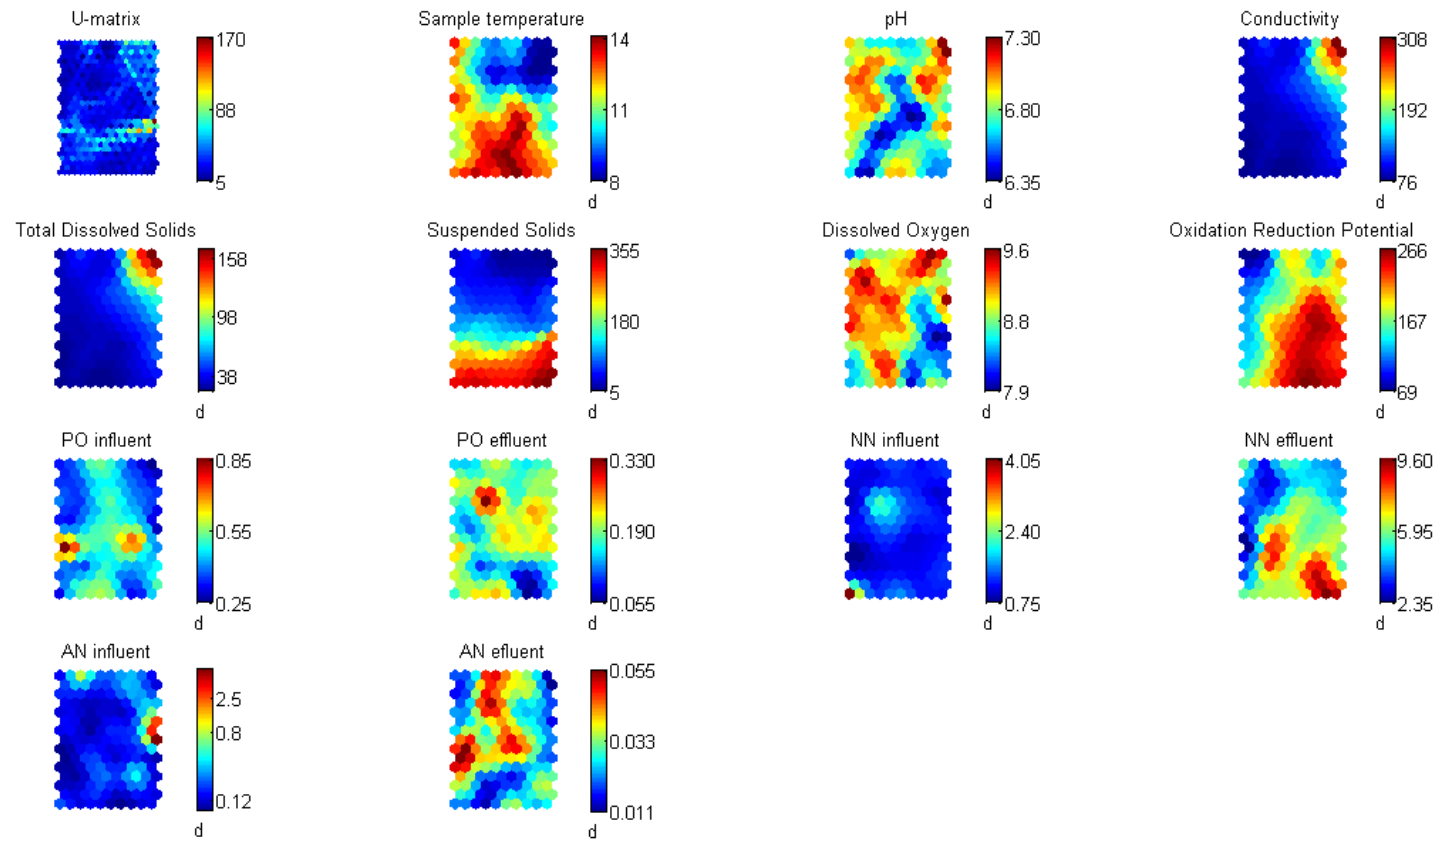 U-matrix
170
88
5
Sample temperature
14
11
8
d
pH
7.30
6.80
6.35
d
Conductivity
308
192
76
d
Total Dissolved Solids
158
98
38
d
Suspended Solids
355
180
5
d
Dissolved Oxygen
9.6
8.8
7.9
d
Oxidation Reduction Potential
266
167
69
d
PO influent
0.85
0.55
0.25
d
PO effluent
0.330
0.190
0.055
d
NN influent
4.05
2.40
0.75
d
NN effluent
9.60
5.95
2.35
d
AN influent
2.5
0.8
0.12
d
AN efluent
0.055
0.033
0.011
d